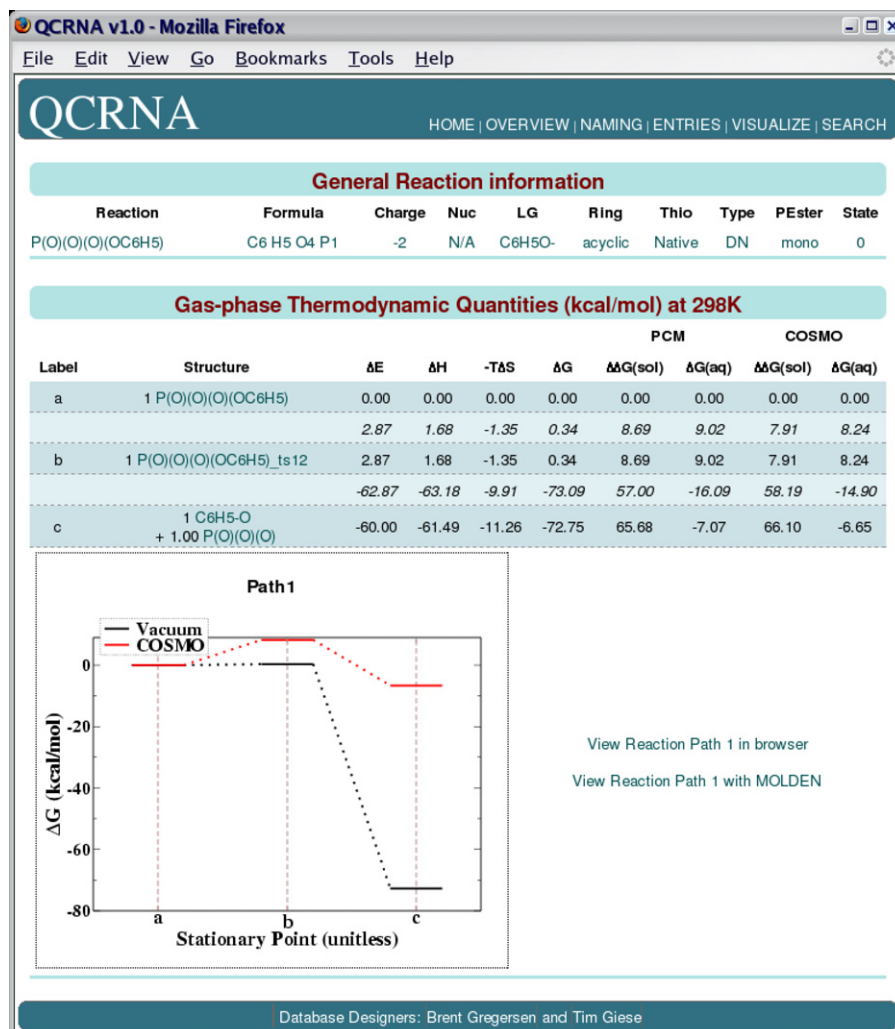 QCRNA v1.0 - Mozilla Firefox
File Edit View Go Bookmarks Tools Help
QCRNA
HOME | OVERVIEW | NAMING | ENTRIES | VISUALIZE | SEARCH
General Reaction information
Reaction Formula Charge Nuc LG Ring Thio Type PEster State
P(O)(O)(O)(OC6H5) C6 H5 O4 P1 -2 N/A C6H5O- acyclic Native DN mono 0
Gas-phase Thermodynamic Quantities (kcal/mol) at 298K
PCM COSMO
Label Structure ΔE ΔH -TΔS ΔG ΔΔG(sol) ΔG(aq) ΔΔG(sol) ΔG(aq)
a 1 P(O)(O)(O)(OC6H5) 0.00 0.00 0.00 0.00 0.00 0.00 0.00 0.00
2.87 1.68 -1.35 0.34 8.69 9.02 7.91 8.24
b 1 P(O)(O)(O)(OC6H5)_ts12 2.87 1.68 -1.35 0.34 8.69 9.02 7.91 8.24
-62.87 -63.18 -9.91 -73.09 57.00 -16.09 58.19 -14.90
c 1 C6H5-O
+ 1.00 P(O)(O)(O) -60.00 -61.49 -11.26 -72.75 65.68 -7.07 66.10 -6.65
Path1
Vacuum
COSMO
0
-20
-40
-60
-80
ΔG (kcal/mol)
a b c
Stationary Point (unitless)
View Reaction Path 1 in browser
View Reaction Path 1 with MOLDEN
Database Designers: Brent Gregersen and Tim Giese